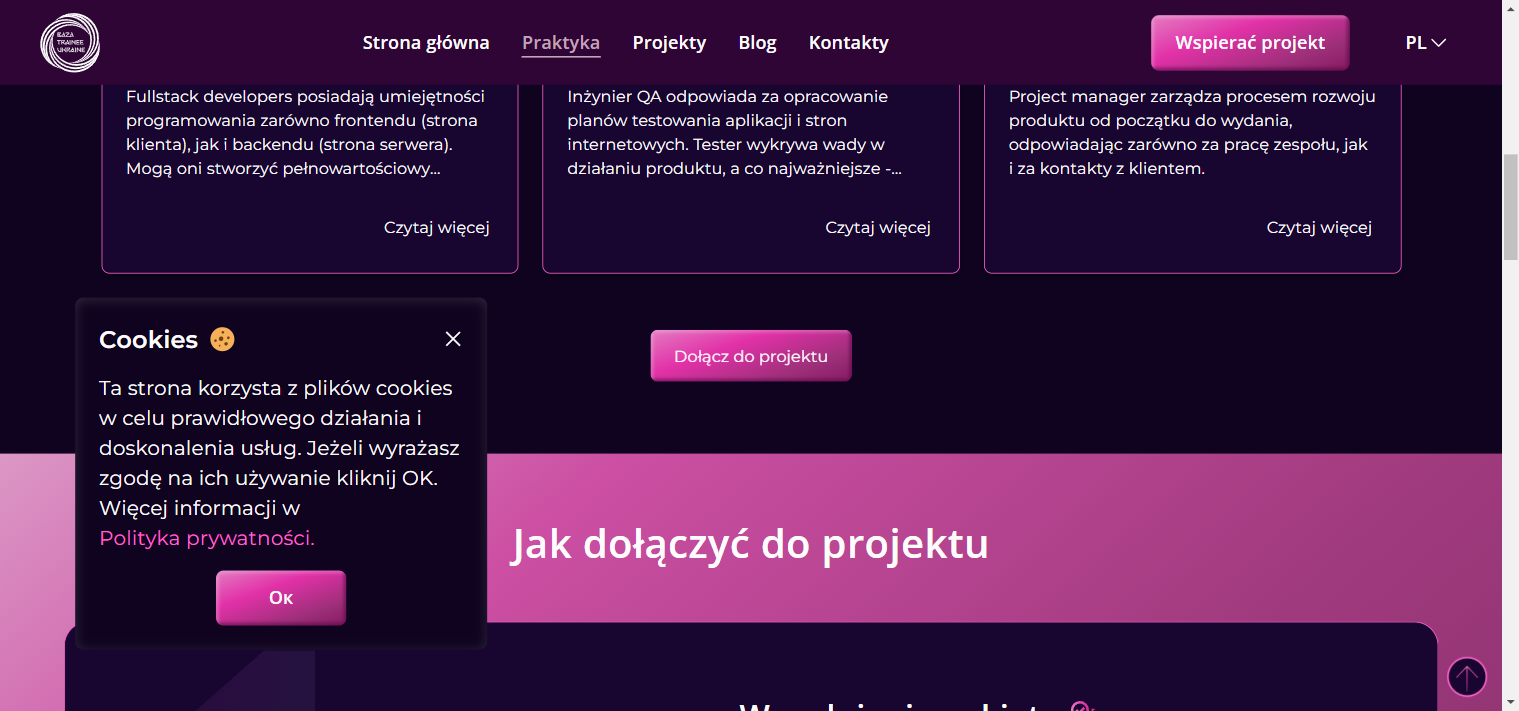 BAZA
TRAINEE
UKRAINE
Strona główna
Praktyka
Projekty
Blog
Kontakty
Wspierać projekt
PL
Fullstack developers posiadają umiejętności
programowania zarówno frontendu (strona
klienta), jak i backendu (strona serwera).
Mogą oni stworzyć pełnowartościowy...
Czytaj więcej
Inżynier QA odpowiada za opracowanie
planów testowania aplikacji i stron
internetowych. Tester wykrywa wady w
działaniu produktu, a co najważniejsze -...
Czytaj więcej
Project manager zarządza procesem rozwoju
produktu od początku do wydania,
odpowiadając zarówno za pracę zespołu, jak
i za kontakty z klientem.
Czytaj więcej
Dołącz do projektu
Cookies
Ta strona korzysta z plików cookies
w celu prawidłowego działania i
doskonalenia usług. Jeżeli wyrażasz
zgodę na ich używanie kliknij OK.
Więcej informacji w
Polityka prywatności.
Ок
Jak dołączyć do projektu